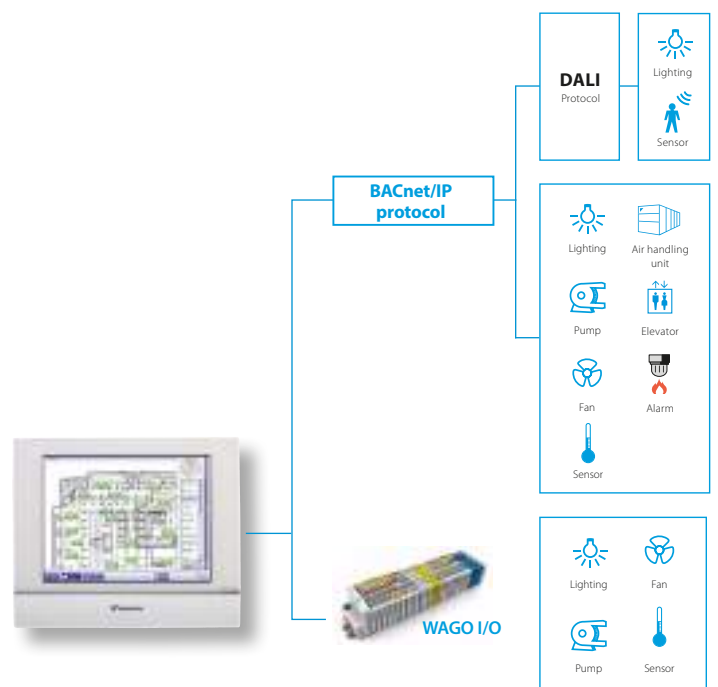 DALI
Protocol
Lighting
Sensor
BACnet/IP
protocol
Lighting
Air handling
unit
Pump
Elevator
Fan
Alarm
Sensor
WAGO I/O
Lighting
Fan
Pump
Sensor